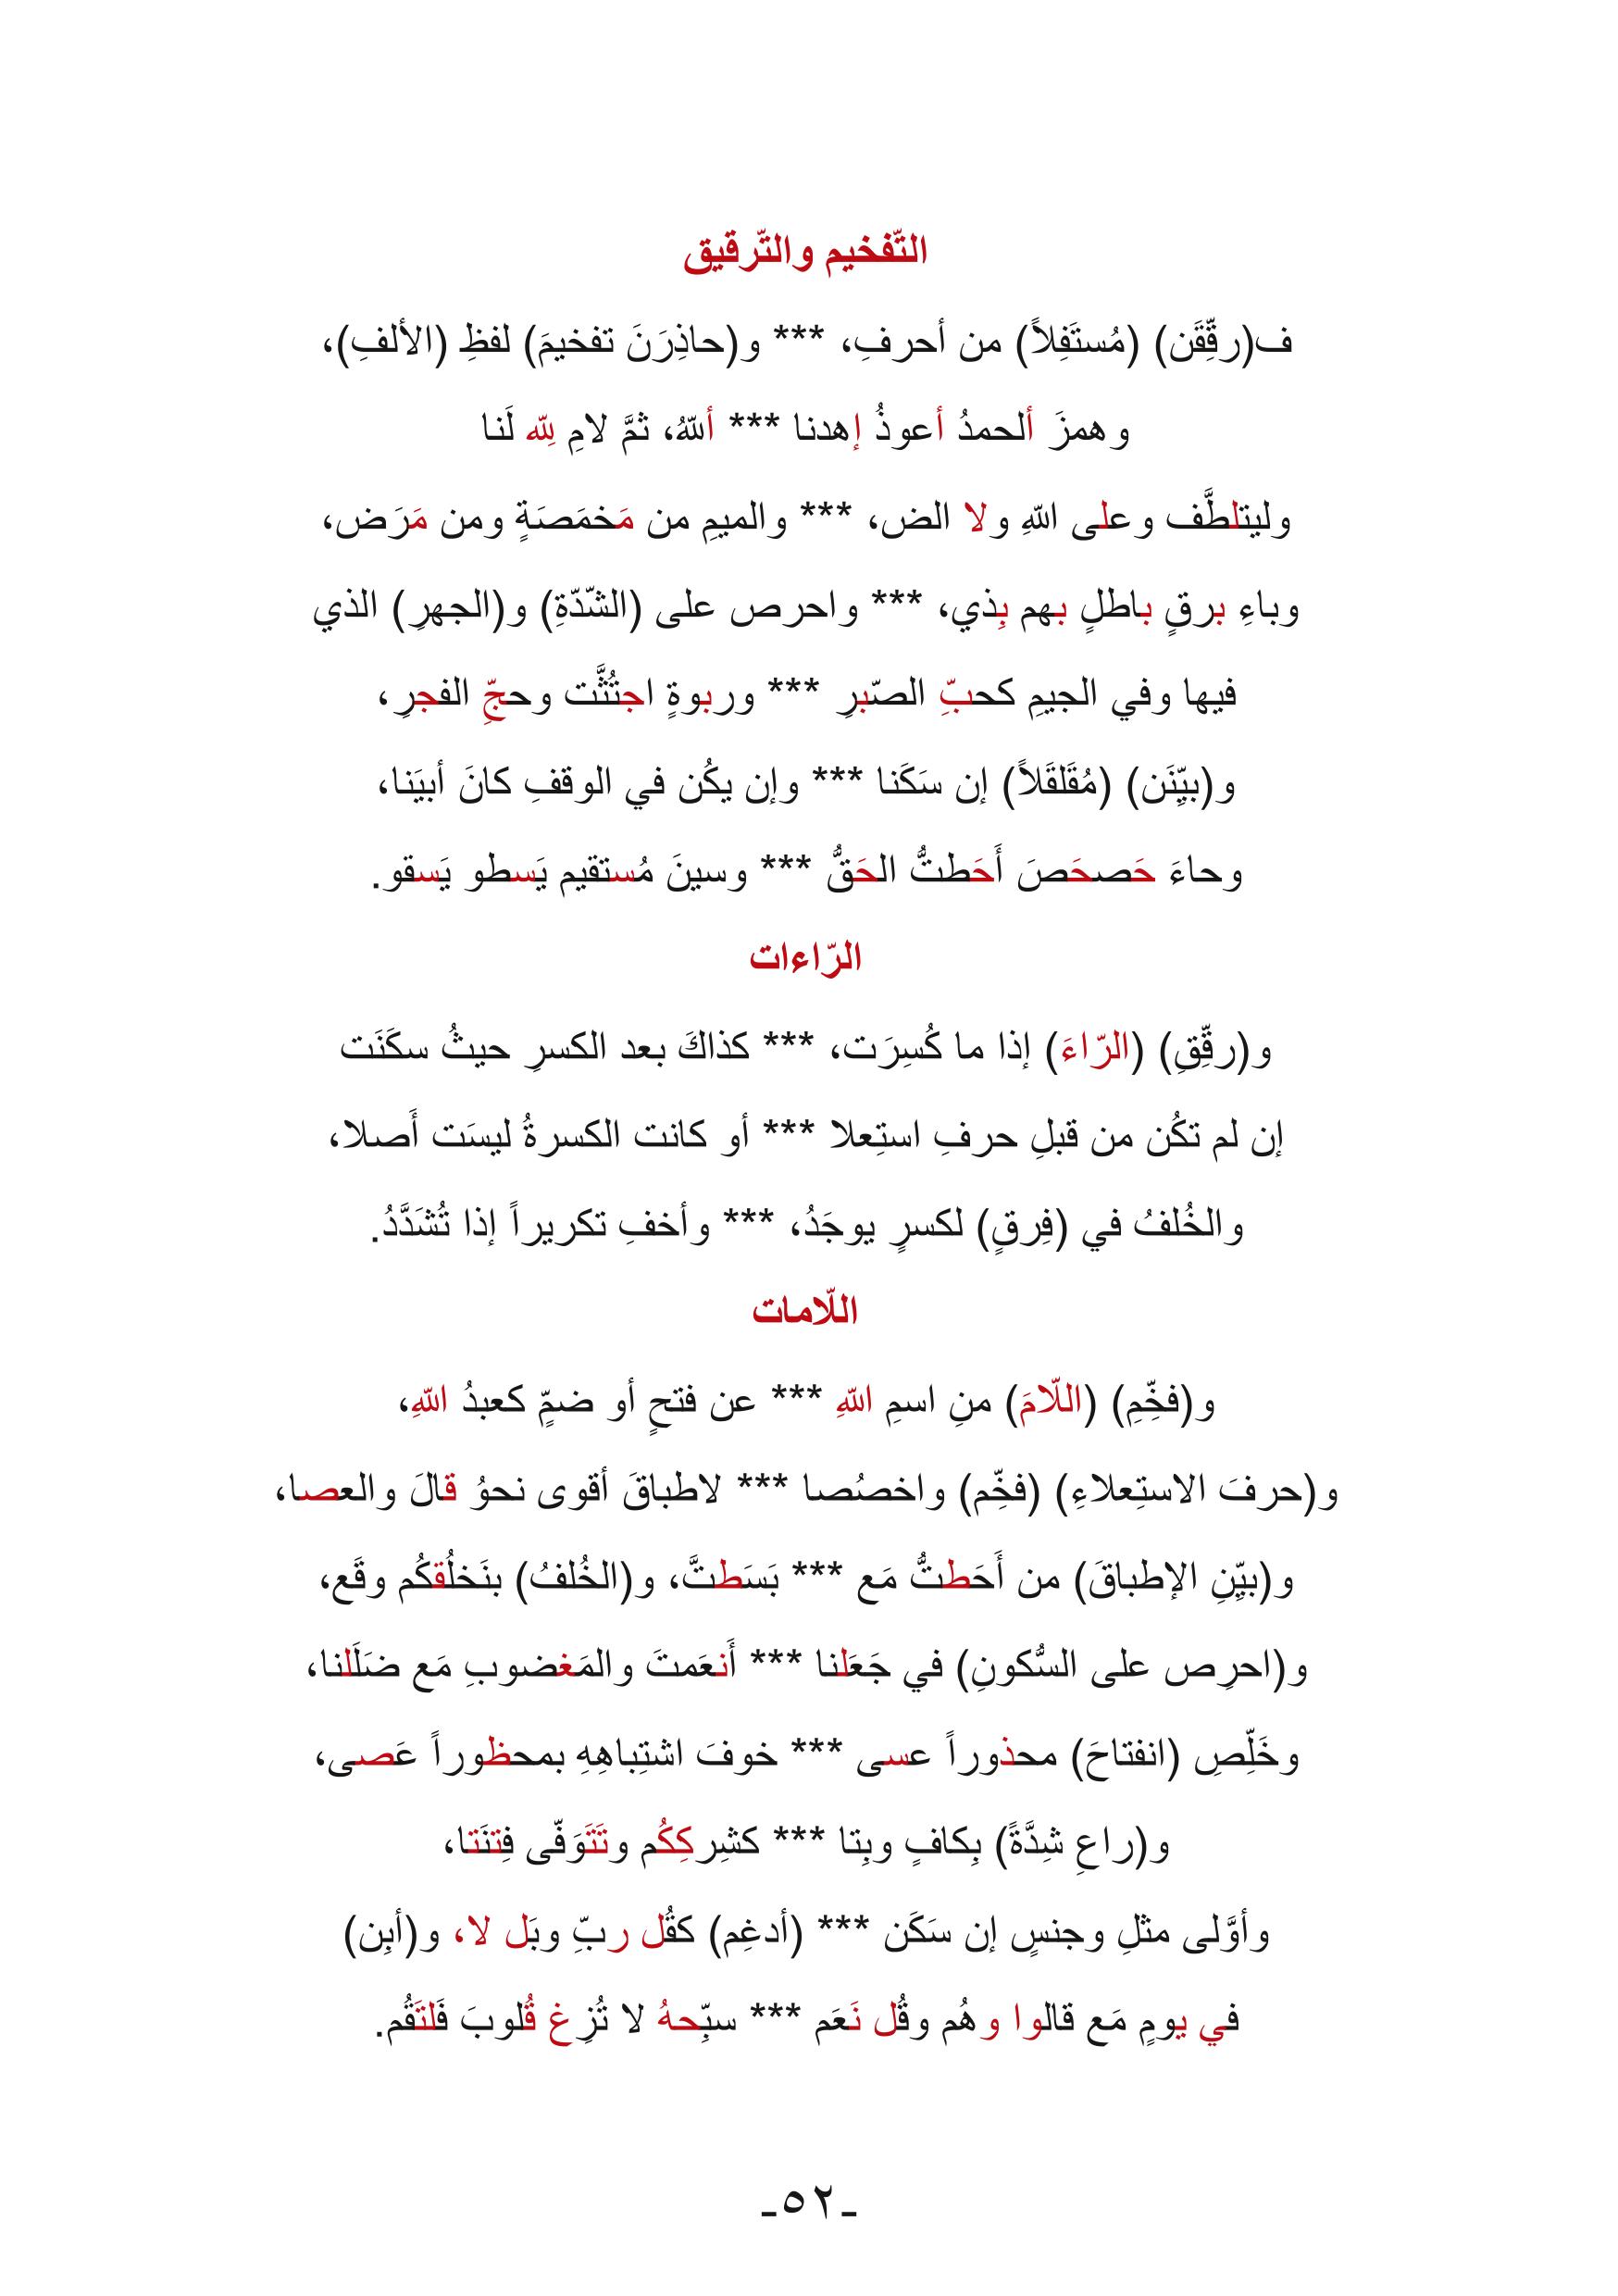 التّفخيم والتّرقيق
ف(رقِّقَن) (مُستَفِلاً) من أحرفِ، *** و(حاذِرَنَ تفخيمَ) لفظِ (الألفِ)،
وهمزَ ألحمدُ أعوذُ إهدنا *** أللّهُ، ثمَّ لامِ لِلّه لَنا
وليتلطَّف وعلى اللّهِ ولا الض، *** والميمِ من مَخمَصَةٍ ومن مَرَض،
وباءِ برقٍ باطلٍ بهم بِذي، *** واحرص على (الشّدّةِ) و(الجهرِ) الذي
فيها وفي الجيمِ كحبِّ الصّبرِ *** وربوةٍ اجتُثَّت وحجِّ الفجرِ،
و(بيِّنَن) (مُقَلقَلاً) إن سَكَنا *** وإن يكُن في الوقفِ كانَ أبيَنا،
وحاءَ حَصحَصَ أَحَطتُّ الحَقُّ *** وسينَ مُستقيم يَسطو يَسقو.
الرّاءات
و(رقِّقِ) (الرّاءَ) إذا ما كُسِرَت، *** كذاكَ بعد الكسرِ حيثُ سكَنَت
إن لم تكُن من قبلِ حرفِ استِعلا *** أو كانت الكسرةُ ليسَت أَصلا،
والخُلفُ في (فِرقٍ) لكسرٍ يوجَدُ، *** وأخفِ تكريراً إذا تُشَدَّدُ.
اللّامات
و(فخِّمِ) (اللّامَ) منِ اسمِ اللّهِ *** عن فتحٍ أو ضمٍّ كعبدُ اللّهِ،
و(حرفَ الاستِعلاءِ) (فخِّم) واخصُصا *** لاطباقَ أقوى نحوُ قالَ والعصا،
و(بيِّنِ الإطباقَ) من أَحَطتُّ مَع *** بَسَطتَّ، و(الخُلفُ) بنَخلُقكُم وقَع،
و(احرِص على السُّكونِ) في جَعَلنا *** أَنعَمتَ والمَغضوبِ مَع ضَلَلنا،
وخَلِّصِ (انفتاحَ) محذوراً عسى *** خوفَ اشتِباهِهِ بمحظوراً عَصى،
و(راعِ شِدَّةً) بِكافٍ وبِتا *** كشِركِكُم وتَتَوَفّى فِتنَتا،
وأوَّلى مثلِ وجنسٍ إن سَكَن *** (أدغِم) كقُل ربِّ وبَل لا، و(أبِن)
في يومٍ مَع قالوا وهُم وقُل نَعَم *** سبِّحهُ لا تُزِغ قُلوبَ فَلتَقُم.
ـ٥٢ـ